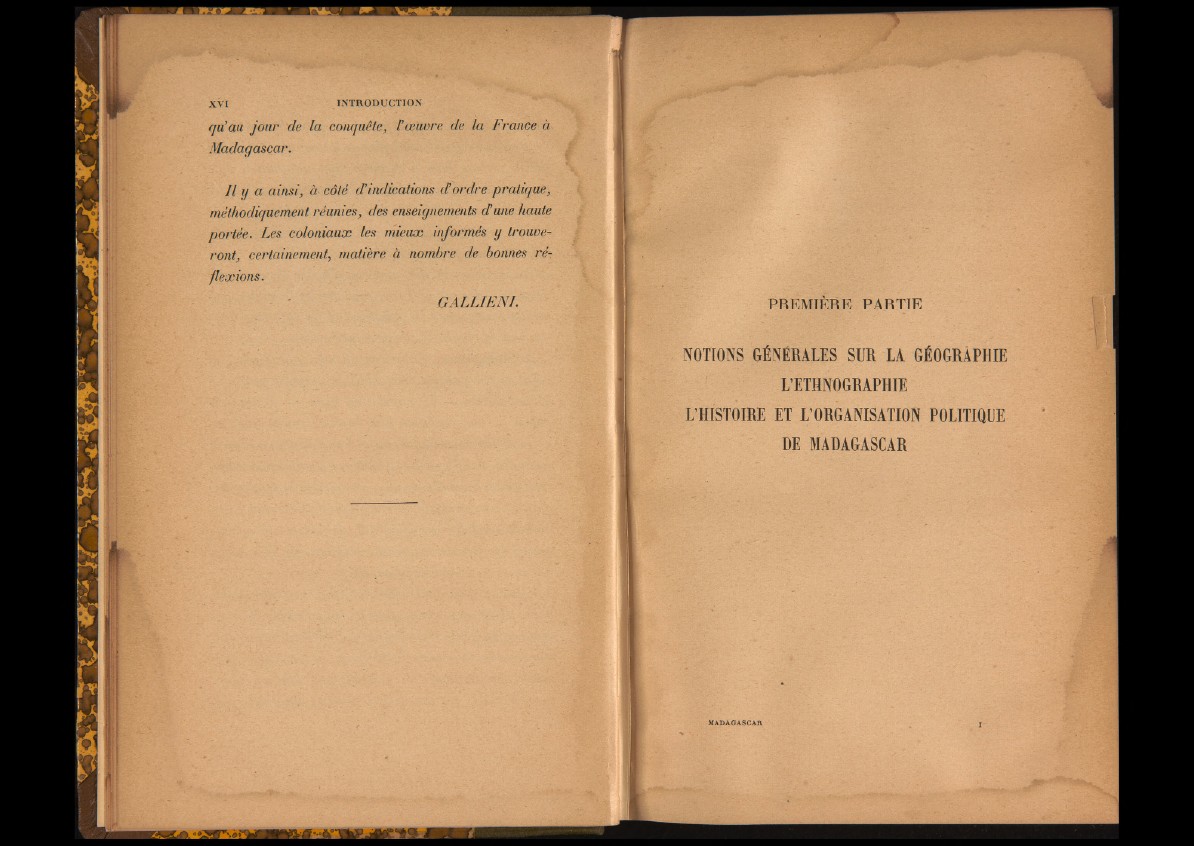 XVI INTRODUCTION
qu'au jour de la conquête, l'œuvre de la France à
Madagascar.
Il y a ainsi, à côté d'indications d'ordre pratique,
méthodiquement réunies, des enseignements d'une haute
portée. Les coloniaux les mieux informés y trouve-
ront, certainement, matière à nombre de bonnes ré-
flexions.
GALLIENI.
PREMIÈRE PARTIE
NOTIONS GÉNÉRALES SUR LA GÉOGRAPHIE
L'ETHNOGRAPHIE
L'HISTOIRE ET L'ORGANISATION POLITIQUE
DE MADAGASCAR
MADAGASCAR 1